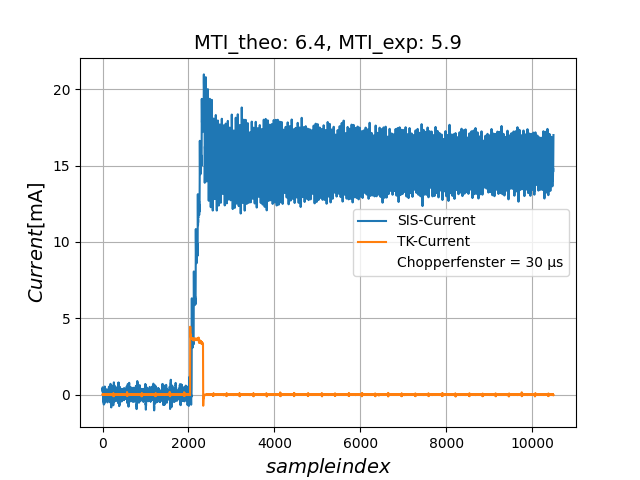 MTI_theo: 6.4, MTI_exp: 5.9
20
15
10
5
0
Current[mA]
SIS-Current
TK-Current
Chopperfenster = 30 µs
0 2000 4000 6000 8000 10000
sampleindex